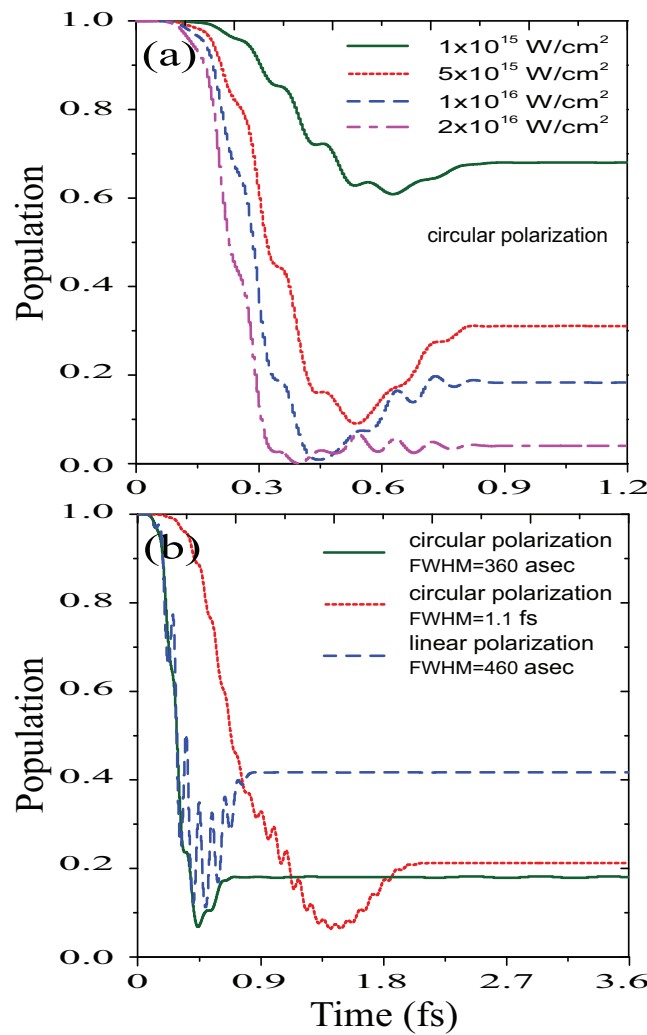 1.0
(a)
1x10¹⁵ W/cm²
5x10¹⁵ W/cm²
0.8
1x10¹⁶ W/cm²
2x10¹⁶ W/cm²
0.6
Population
circular polarization
0.4
0.2
0.0
0 0.3 0.6 0.9 1.2
1.0
(b)
circular polarization
FWHM=360 asec
0.8
circular polarization
FWHM=1.1 fs
linear polarization
FWHM=460 asec
0.6
Population
0.4
0.2
0.0
0 0.9 1.8 2.7 3.6
Time (fs)